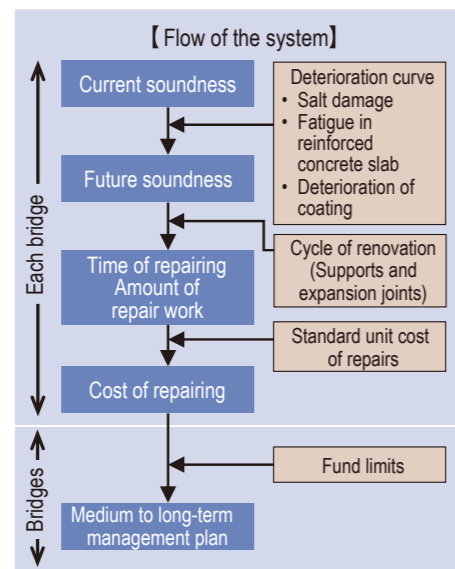 【Flow of the system】
Current soundness
Deterioration curve
• Salt damage
• Fatigue in
reinforced
concrete slab
• Deterioration of
coating
Future soundness
Each bridge
Time of repairing
Amount of
repair work
Cycle of renovation
(Supports and
expansion joints)
Standard unit cost
of repairs
Cost of repairing
Bridges
Fund limits
Medium to long-term
management plan